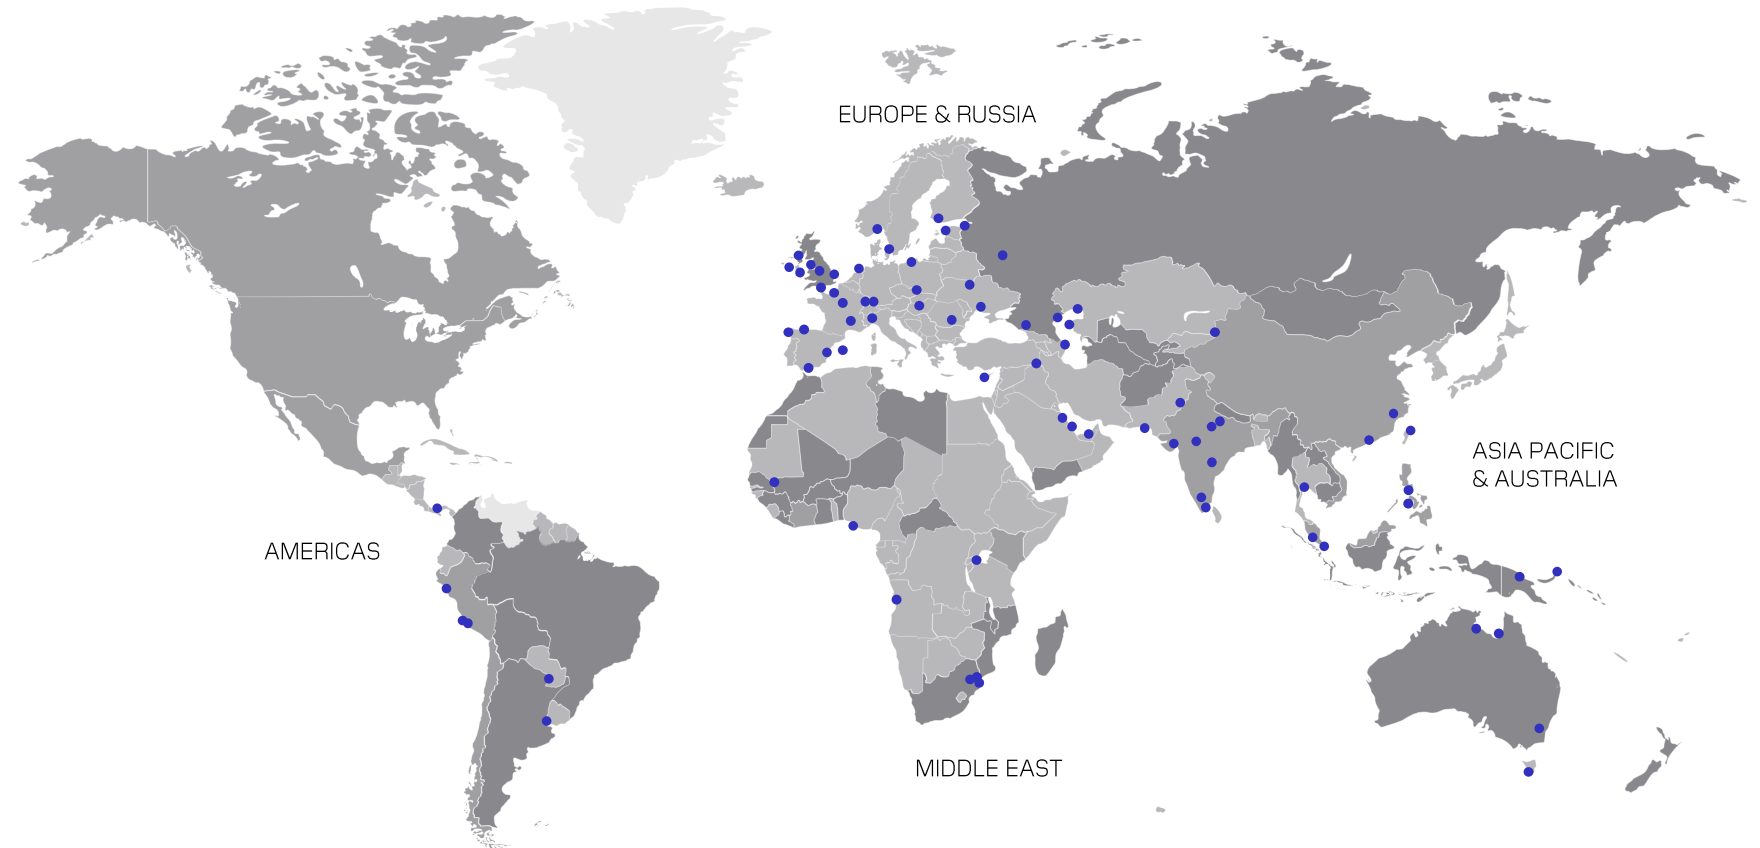 EUROPE & RUSSIA
ASIA PACIFIC
& AUSTRALIA
AMERICAS
MIDDLE EAST